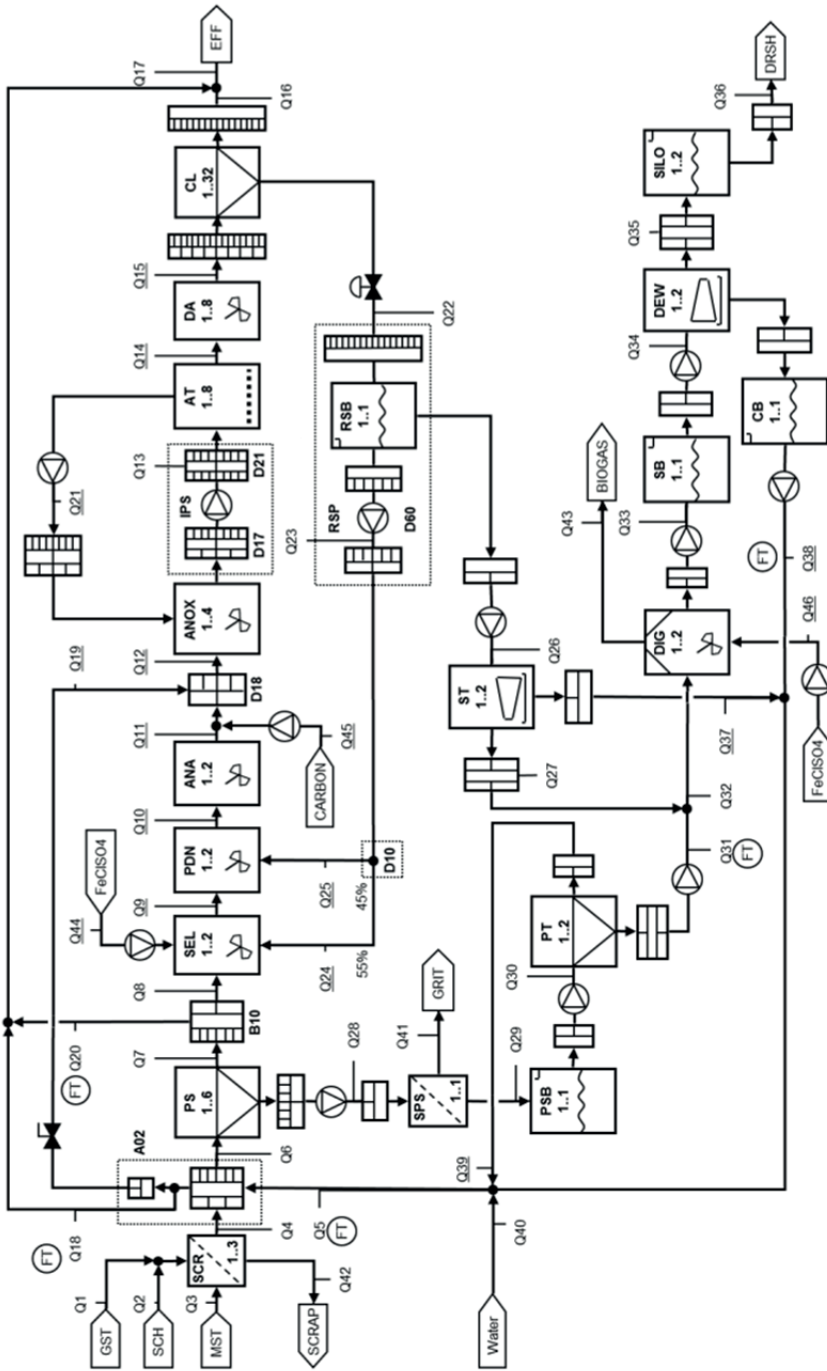 Q1
GST
Q2
SCH
Q3
MST
SCR
1..3
Q42
SCRAP
FT
Q18
Q4
A02
Q6
Q5
FT
Q40
Water
Q39
FT
Q20
PS
1..6
Q7
B10
Q8
Q28
SPS
1..1
Q41
GRIT
Q29
PSB
1..1
Q30
PT
1..2
Q31
FT
Q32
Q44
FeClSO4
SEL
1..2
Q9
PDN
1..2
Q10
ANA
1..2
Q11
Q24
55%
Q25
45%
D10
CARBON
Q45
D18
Q19
Q12
ANOX
1..4
Q21
D17
IPS
D21
Q13
AT
1..8
Q14
DA
1..8
Q15
CL
1..32
Q16
Q17
EFF
Q22
RSB
1..1
RSP
D60
Q23
Q26
ST
1..2
Q27
Q37
FeClSO4
Q46
DIG
1..2
Q43
BIOGAS
Q33
SB
1..1
Q34
DEW
1..2
Q35
SILO
1..2
Q36
DRSH
CB
1..1
FT
Q38